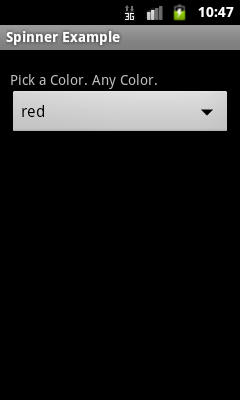 3G 10:47
Spinner Example
Pick a Color. Any Color.
red